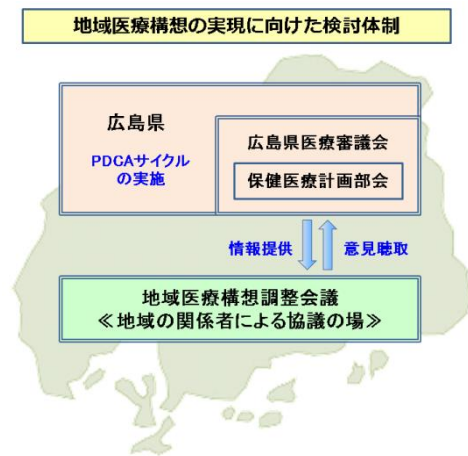 地域医療構想の実現に向けた検討体制
広島県
PDCAサイクル
の実施
広島県医療審議会
保健医療計画部会
情報提供
意見聴取
地域医療構想調整会議
≪地域の関係者による協議の場≫